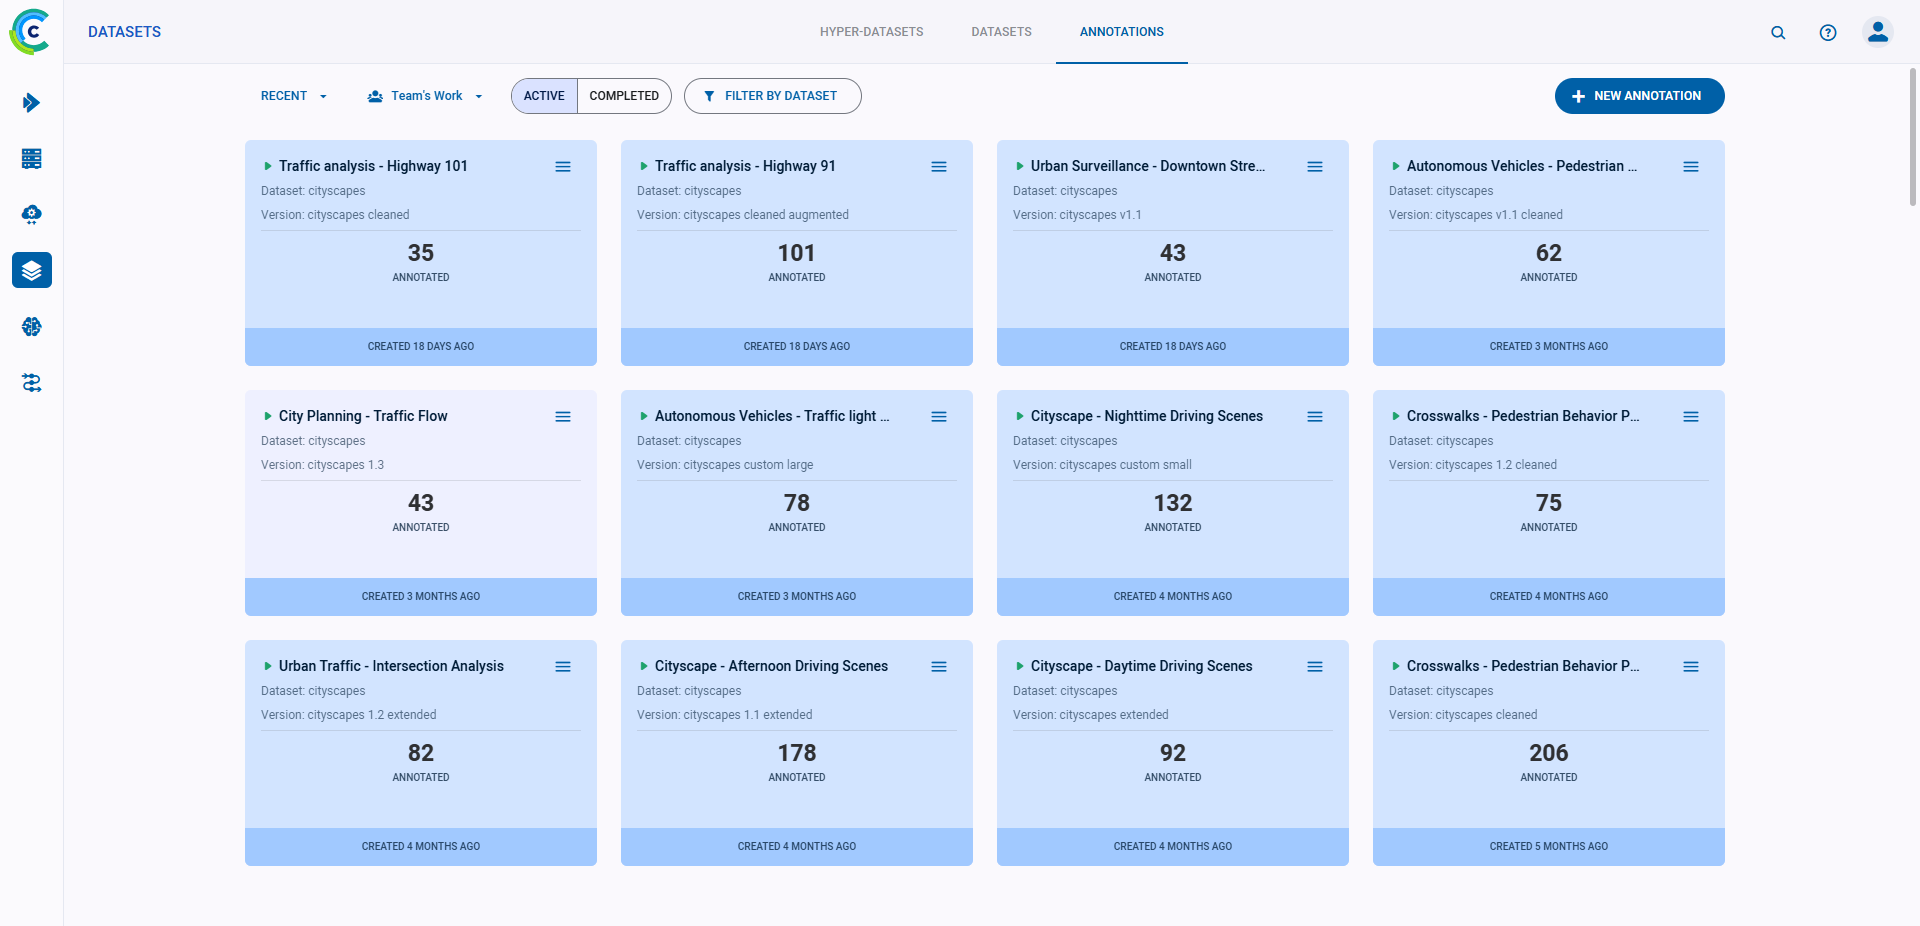 DATASETS
HYPER-DATASETS
DATASETS
ANNOTATIONS
RECENT
Team's Work
ACTIVE
COMPLETED
FILTER BY DATASET
NEW ANNOTATION
Traffic analysis - Highway 101
Dataset: cityscapes
Version: cityscapes cleaned
35
ANNOTATED
CREATED 18 DAYS AGO
Traffic analysis - Highway 91
Dataset: cityscapes
Version: cityscapes cleaned augmented
101
ANNOTATED
CREATED 18 DAYS AGO
Urban Surveillance - Downtown Stre...
Dataset: cityscapes
Version: cityscapes v1.1
43
ANNOTATED
CREATED 18 DAYS AGO
Autonomous Vehicles - Pedestrian ...
Dataset: cityscapes
Version: cityscapes v1.1 cleaned
62
ANNOTATED
CREATED 3 MONTHS AGO
City Planning - Traffic Flow
Dataset: cityscapes
Version: cityscapes 1.3
43
ANNOTATED
CREATED 3 MONTHS AGO
Autonomous Vehicles - Traffic light ...
Dataset: cityscapes
Version: cityscapes custom large
78
ANNOTATED
CREATED 3 MONTHS AGO
Cityscape - Nighttime Driving Scenes
Dataset: cityscapes
Version: cityscapes custom small
132
ANNOTATED
CREATED 4 MONTHS AGO
Crosswalks - Pedestrian Behavior P...
Dataset: cityscapes
Version: cityscapes 1.2 cleaned
75
ANNOTATED
CREATED 4 MONTHS AGO
Urban Traffic - Intersection Analysis
Dataset: cityscapes
Version: cityscapes 1.2 extended
82
ANNOTATED
CREATED 4 MONTHS AGO
Cityscape - Afternoon Driving Scenes
Dataset: cityscapes
Version: cityscapes 1.1 extended
178
ANNOTATED
CREATED 4 MONTHS AGO
Cityscape - Daytime Driving Scenes
Dataset: cityscapes
Version: cityscapes extended
92
ANNOTATED
CREATED 4 MONTHS AGO
Crosswalks - Pedestrian Behavior P...
Dataset: cityscapes
Version: cityscapes cleaned
206
ANNOTATED
CREATED 5 MONTHS AGO